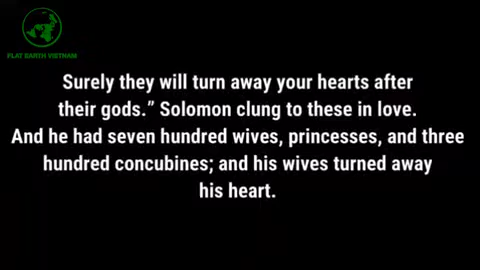 FLAT EARTH VIETNAM
Surely they will turn away your hearts after
their gods.” Solomon clung to these in love.
And he had seven hundred wives, princesses, and three
hundred concubines; and his wives turned away
his heart.